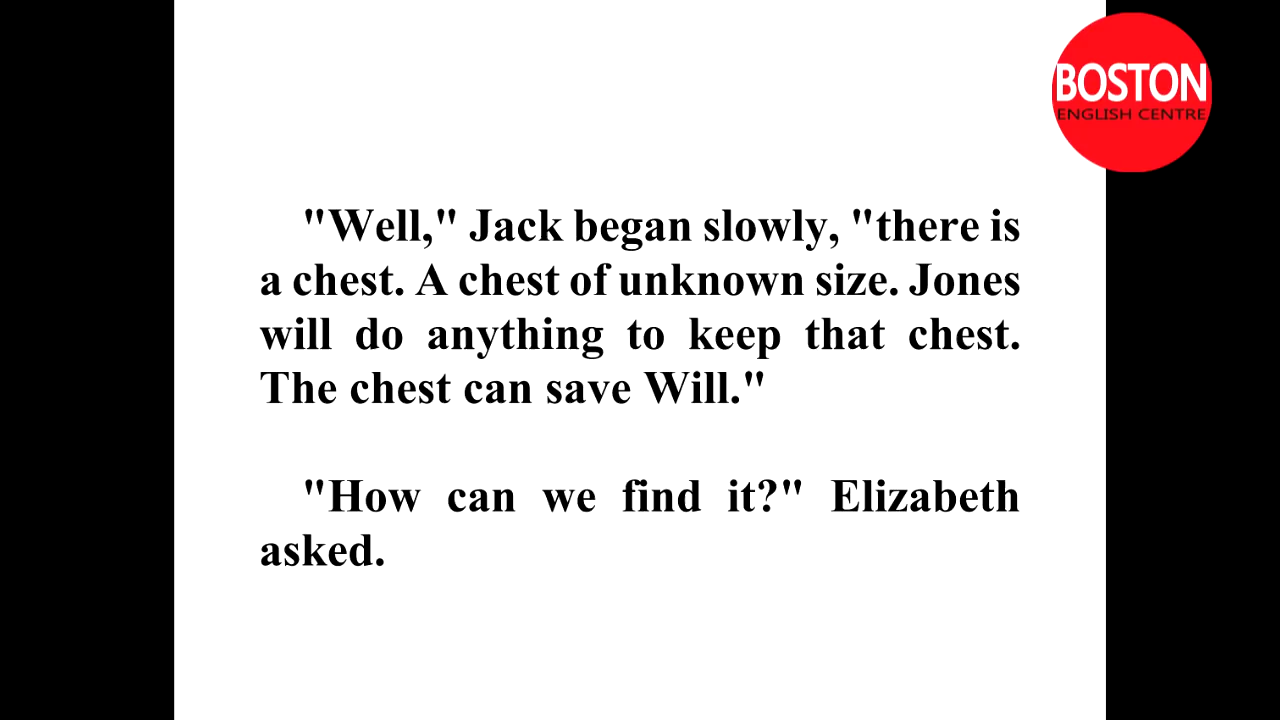 BOSTON
ENGLISH CENTRE
"Well," Jack began slowly, "there is
a chest. A chest of unknown size. Jones
will do anything to keep that chest.
The chest can save Will."
"How can we find it?" Elizabeth
asked.